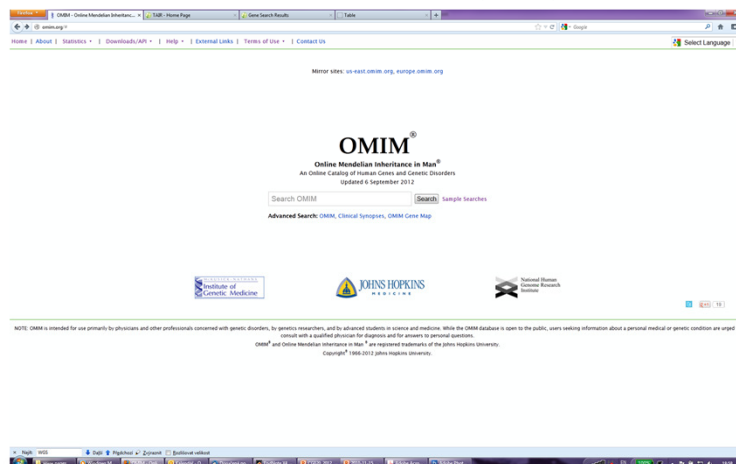 OMIM - Online Mendelian Inheritanc... TAIR - Home Page Gene Search Results Table
omim.org Google
Home | About | Statistics | Downloads/API | Help | External Links | Terms of Use | Contact Us
Select Language
Mirror sites: us-east.omim.org, europe.omim.org
OMIM®
Online Mendelian Inheritance in Man®
An Online Catalog of Human Genes and Genetic Disorders
Updated 6 September 2012
Search OMIM Search Sample Searches
Advanced Search: OMIM, Clinical Synopses, OMIM Gene Map
Institute of
Genetic Medicine
JOHNS HOPKINS
MEDICINE
National Human
Genome Research
Institute
16
NOTE: OMIM is intended for use primarily by physicians and other professionals concerned with genetic disorders, by genetics researchers, and by advanced students in science and medicine. While the OMIM database is open to the public, users seeking information about a personal medical or genetic condition are urged
consult with a qualified physician for diagnosis and for answers to personal questions.
OMIM® and Online Mendelian Inheritance in Man® are registered trademarks of the Johns Hopkins University.
Copyright® 1966-2012 Johns Hopkins University.
Najít: WGS Další Předchozí Zvýraznit Rozlišovat velikost